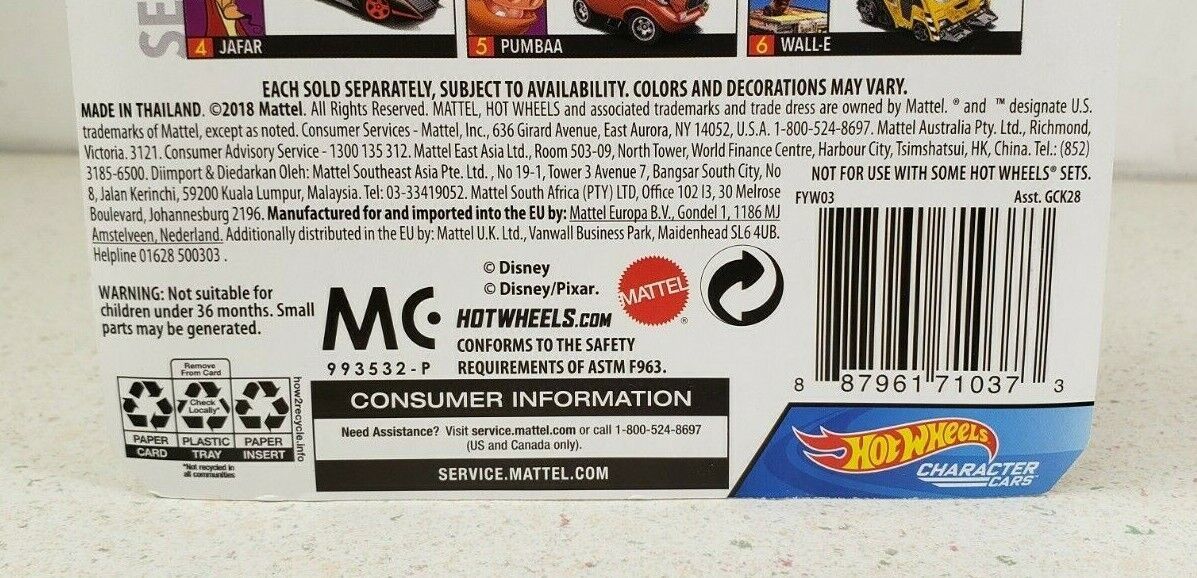 SE
4 JAFAR
5 PUMBAA
6 WALL-E
EACH SOLD SEPARATELY, SUBJECT TO AVAILABILITY. COLORS AND DECORATIONS MAY VARY.
MADE IN THAILAND. ©2018 Mattel. All Rights Reserved. MATTEL, HOT WHEELS and associated trademarks and trade dress are owned by Mattel. ® and ™ designate U.S.
trademarks of Mattel, except as noted. Consumer Services - Mattel, Inc., 636 Girard Avenue, East Aurora, NY 14052, U.S.A. 1-800-524-8697. Mattel Australia Pty. Ltd., Richmond,
Victoria. 3121. Consumer Advisory Service - 1300 135 312. Mattel East Asia Ltd., Room 503-09, North Tower, World Finance Centre, Harbour City, Tsimshatsui, HK, China. Tel.: (852)
3185-6500. Diimport & Diedarkan Oleh: Mattel Southeast Asia Pte. Ltd. , No 19-1, Tower 3 Avenue 7, Bangsar South City, No
8, Jalan Kerinchi, 59200 Kuala Lumpur, Malaysia. Tel: 03-33419052. Mattel South Africa (PTY) LTD, Office 102 I3, 30 Melrose
Boulevard, Johannesburg 2196. Manufactured for and imported into the EU by: Mattel Europa B.V., Gondel 1, 1186 MJ
Amstelveen, Nederland. Additionally distributed in the EU by: Mattel U.K. Ltd., Vanwall Business Park, Maidenhead SL6 4UB.
Helpline 01628 500303 .
NOT FOR USE WITH SOME HOT WHEELS® SETS.
FYW03 Asst. GCK28
8 87961 71037 3
WARNING: Not suitable for
children under 36 months. Small
parts may be generated.
MC
993532-P
© Disney
© Disney/Pixar.
HOTWHEELS.COM
MATTEL ®
CONFORMS TO THE SAFETY
REQUIREMENTS OF ASTM F963.
Remove
From Card
Check
Locally*
PAPER
CARD
PLASTIC
TRAY
PAPER
INSERT
*Not recycled in
all communities
how2recycle.info
CONSUMER INFORMATION
Need Assistance? Visit service.mattel.com or call 1-800-524-8697
(US and Canada only).
SERVICE.MATTEL.COM
HOT WHEELS
CHARACTER
CARS